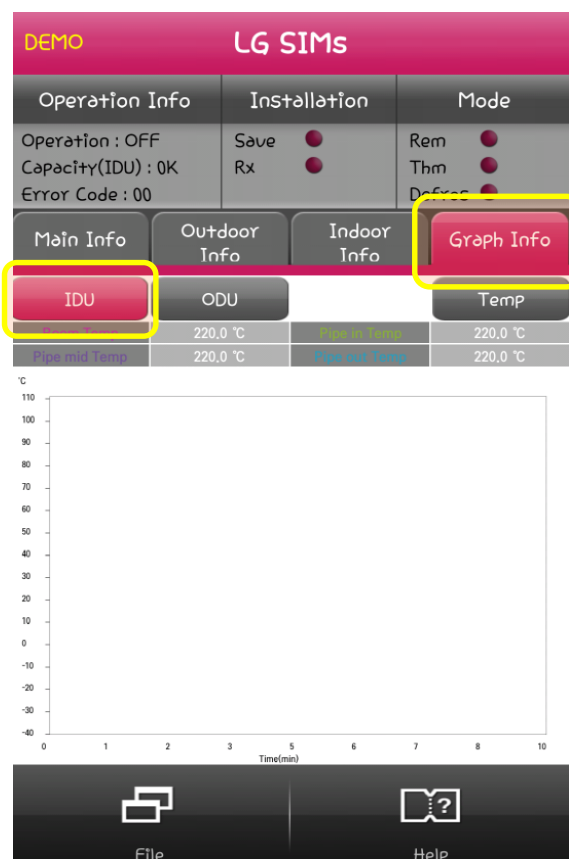 DEMO LG SIMs
Operation Info Installation Mode
Operation : OFF Save Rem
Capacity(IDU) : 0K Rx Thm
Error Code : 00 Defros
Main Info Outdoor Info Indoor Info Graph Info
IDU ODU Temp
Room Temp 220,0 ℃ Pipe in Temp 220,0 ℃
Pipe mid Temp 220,0 ℃ Pipe out Temp 220,0 ℃
℃
110
100
90
80
70
60
50
40
30
20
10
0
-10
-20
-30
-40
0 1 2 3 5 6 7 8 10
Time(min)
File Help